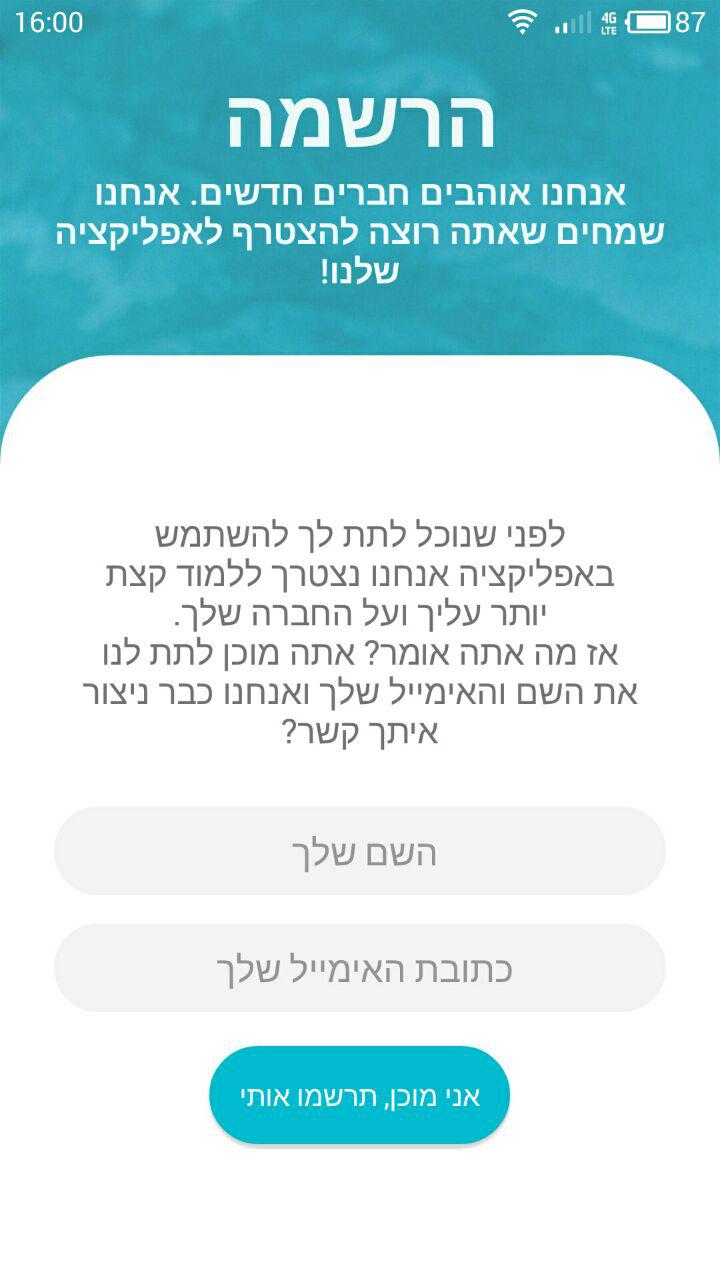 16:00
4G
LTE
87
הרשמה
אנחנו אוהבים חברים חדשים. אנחנו
שמחים שאתה רוצה להצטרף לאפליקציה
שלנו!
לפני שנוכל לתת לך להשתמש
באפליקציה אנחנו נצטרך ללמוד קצת
יותר עליך ועל החברה שלך.
אז מה אתה אומר? אתה מוכן לתת לנו
את השם והאימייל שלך ואנחנו כבר ניצור
איתך קשר?
השם שלך
כתובת האימייל שלך
אני מוכן, תרשמו אותי